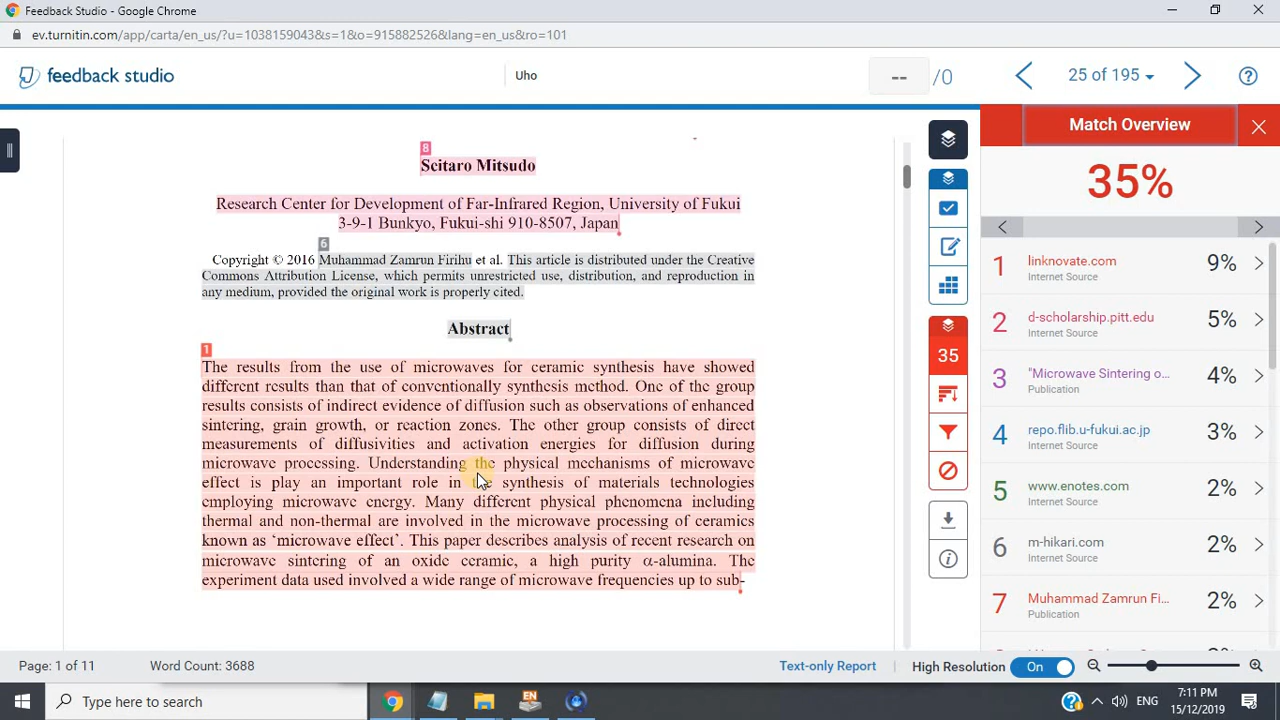 Feedback Studio - Google Chrome
ev.turnitin.com/app/carta/en_us/?u=1038159043&s=1&o=915882526&lang=en_us&ro=101
feedback studio
Uho
-- /0
25 of 195
?
8
Seitaro Mitsudo
Research Center for Development of Far-Infrared Region, University of Fukui
3-9-1 Bunkyo, Fukui-shi 910-8507, Japan
6
Copyright © 2016 Muhammad Zamrun Firihu et al. This article is distributed under the Creative
Commons Attribution License, which permits unrestricted use, distribution, and reproduction in
any medium, provided the original work is properly cited.
Abstract
1
The results from the use of microwaves for ceramic synthesis have showed
different results than that of conventionally synthesis method. One of the group
results consists of indirect evidence of diffusion such as observations of enhanced
sintering, grain growth, or reaction zones. The other group consists of direct
measurements of diffusivities and activation energies for diffusion during
microwave processing. Understanding the physical mechanisms of microwave
effect is play an important role in the synthesis of materials technologies
employing microwave energy. Many different physical phenomena including
thermal and non-thermal are involved in the microwave processing of ceramics
known as ‘microwave effect’. This paper describes analysis of recent research on
microwave sintering of an oxide ceramic, a high purity α-alumina. The
experiment data used involved a wide range of microwave frequencies up to sub-
35
Match Overview
35%
1 linknovate.com 9%
Internet Source
2 d-scholarship.pitt.edu 5%
Internet Source
3 "Microwave Sintering o... 4%
Publication
4 repo.flib.u-fukui.ac.jp 3%
Internet Source
5 www.enotes.com 2%
Internet Source
6 m-hikari.com 2%
Internet Source
7 Muhammad Zamrun Fi... 2%
Publication
Page: 1 of 11
Word Count: 3688
Text-only Report
High Resolution
On
Type here to search
EN
ENG
7:11 PM
15/12/2019